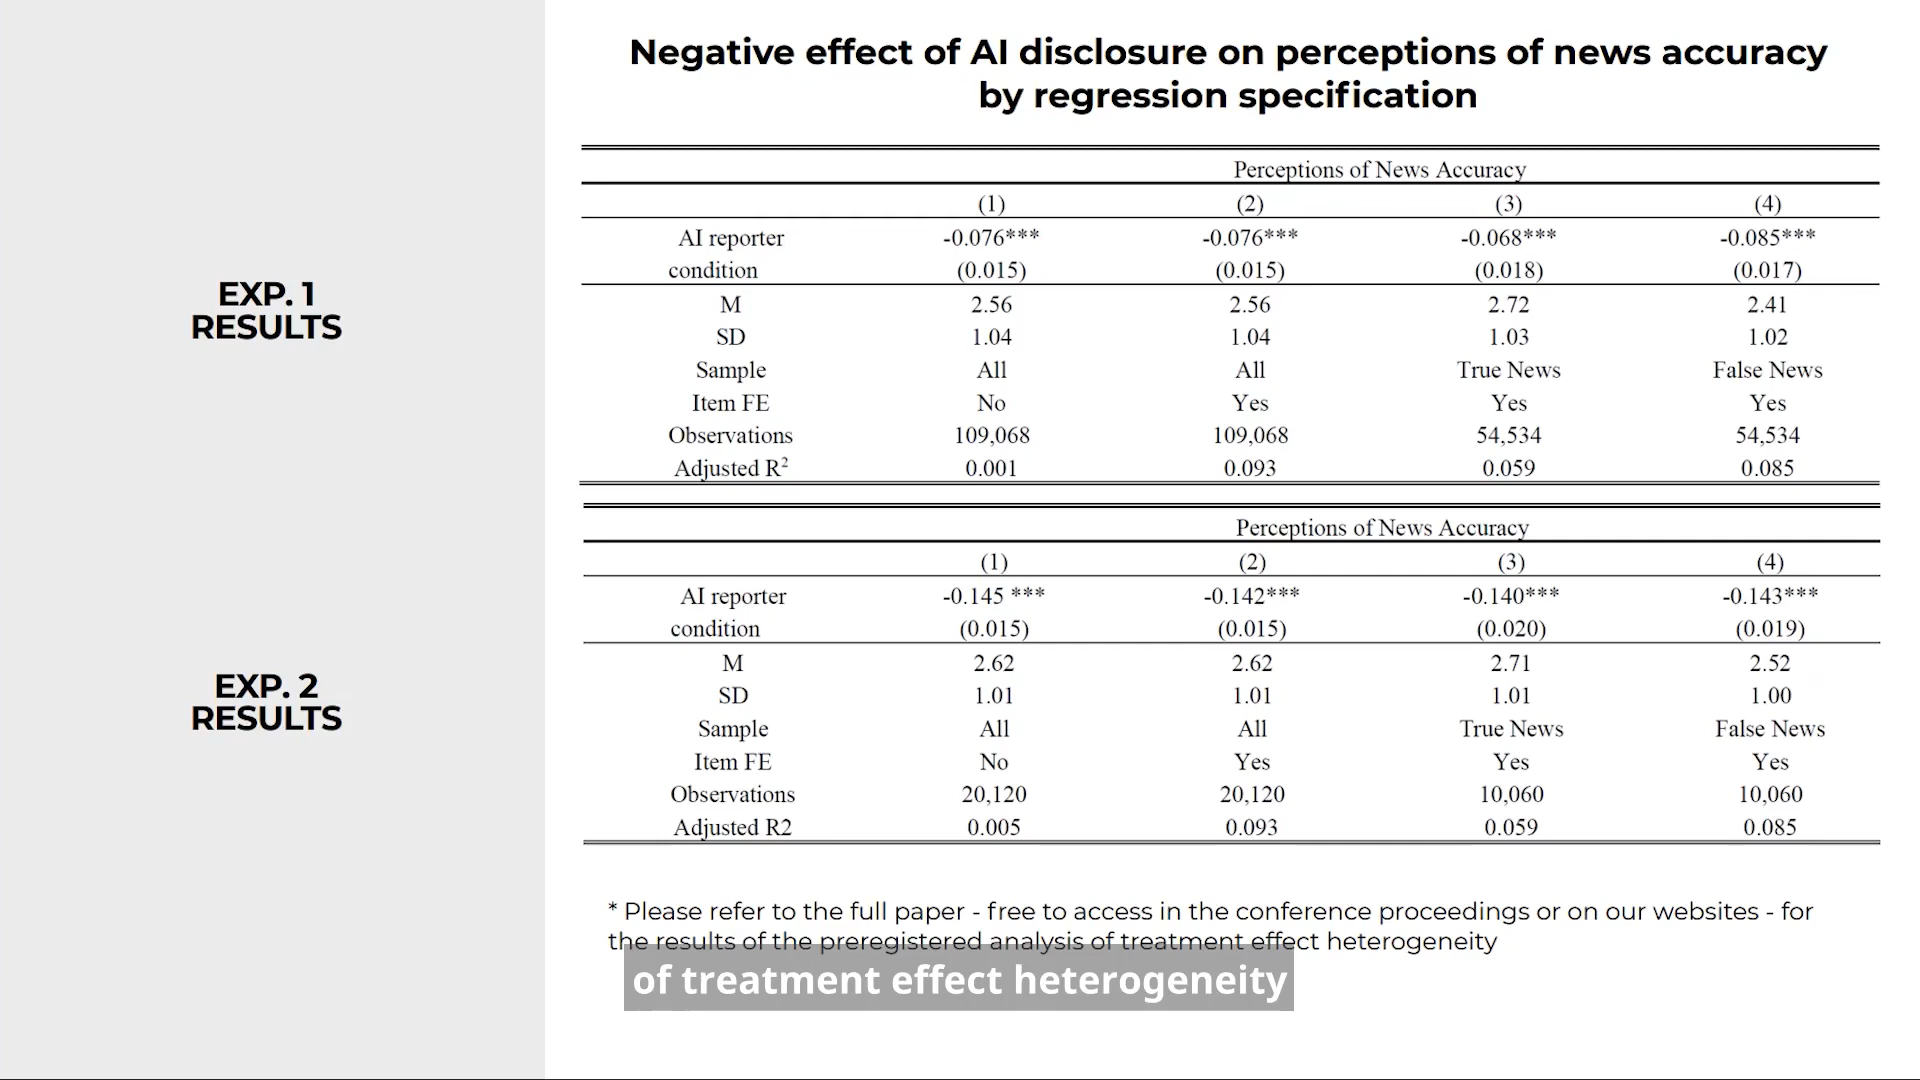 Negative effect of AI disclosure on perceptions of news accuracy
by regression specification
EXP. 1
RESULTS
Perceptions of News Accuracy
(1) (2) (3) (4)
AI reporter -0.076*** -0.076*** -0.068*** -0.085***
condition (0.015) (0.015) (0.018) (0.017)
M 2.56 2.56 2.72 2.41
SD 1.04 1.04 1.03 1.02
Sample All All True News False News
Item FE No Yes Yes Yes
Observations 109,068 109,068 54,534 54,534
Adjusted R² 0.001 0.093 0.059 0.085
EXP. 2
RESULTS
Perceptions of News Accuracy
(1) (2) (3) (4)
AI reporter -0.145 *** -0.142*** -0.140*** -0.143***
condition (0.015) (0.015) (0.020) (0.019)
M 2.62 2.62 2.71 2.52
SD 1.01 1.01 1.01 1.00
Sample All All True News False News
Item FE No Yes Yes Yes
Observations 20,120 20,120 10,060 10,060
Adjusted R2 0.005 0.093 0.059 0.085
* Please refer to the full paper - free to access in the conference proceedings or on our websites - for
the results of the preregistered analysis of treatment effect heterogeneity
of treatment effect heterogeneity